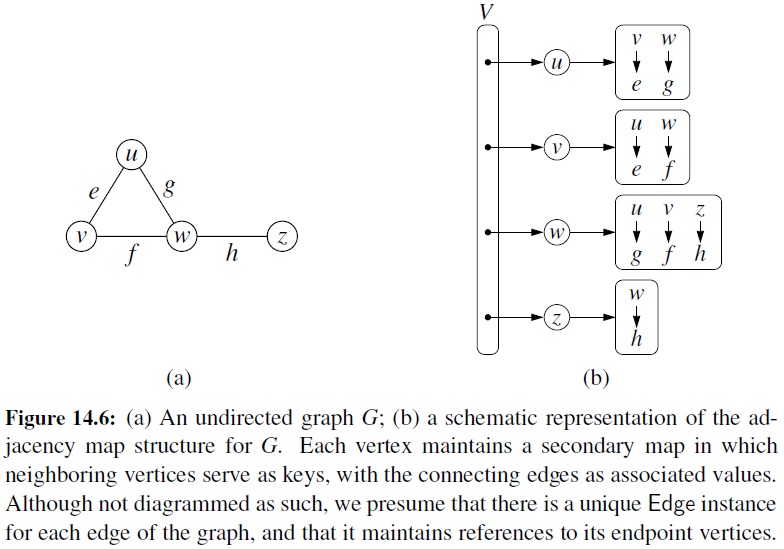 V
u
v w
e g
v
u w
e f
w
u v z
g f h
z
w
h
u
e g
v w z
f h
(a) (b)
Figure 14.6: (a) An undirected graph G; (b) a schematic representation of the ad-
jacency map structure for G. Each vertex maintains a secondary map in which
neighboring vertices serve as keys, with the connecting edges as associated values.
Although not diagrammed as such, we presume that there is a unique Edge instance
for each edge of the graph, and that it maintains references to its endpoint vertices.